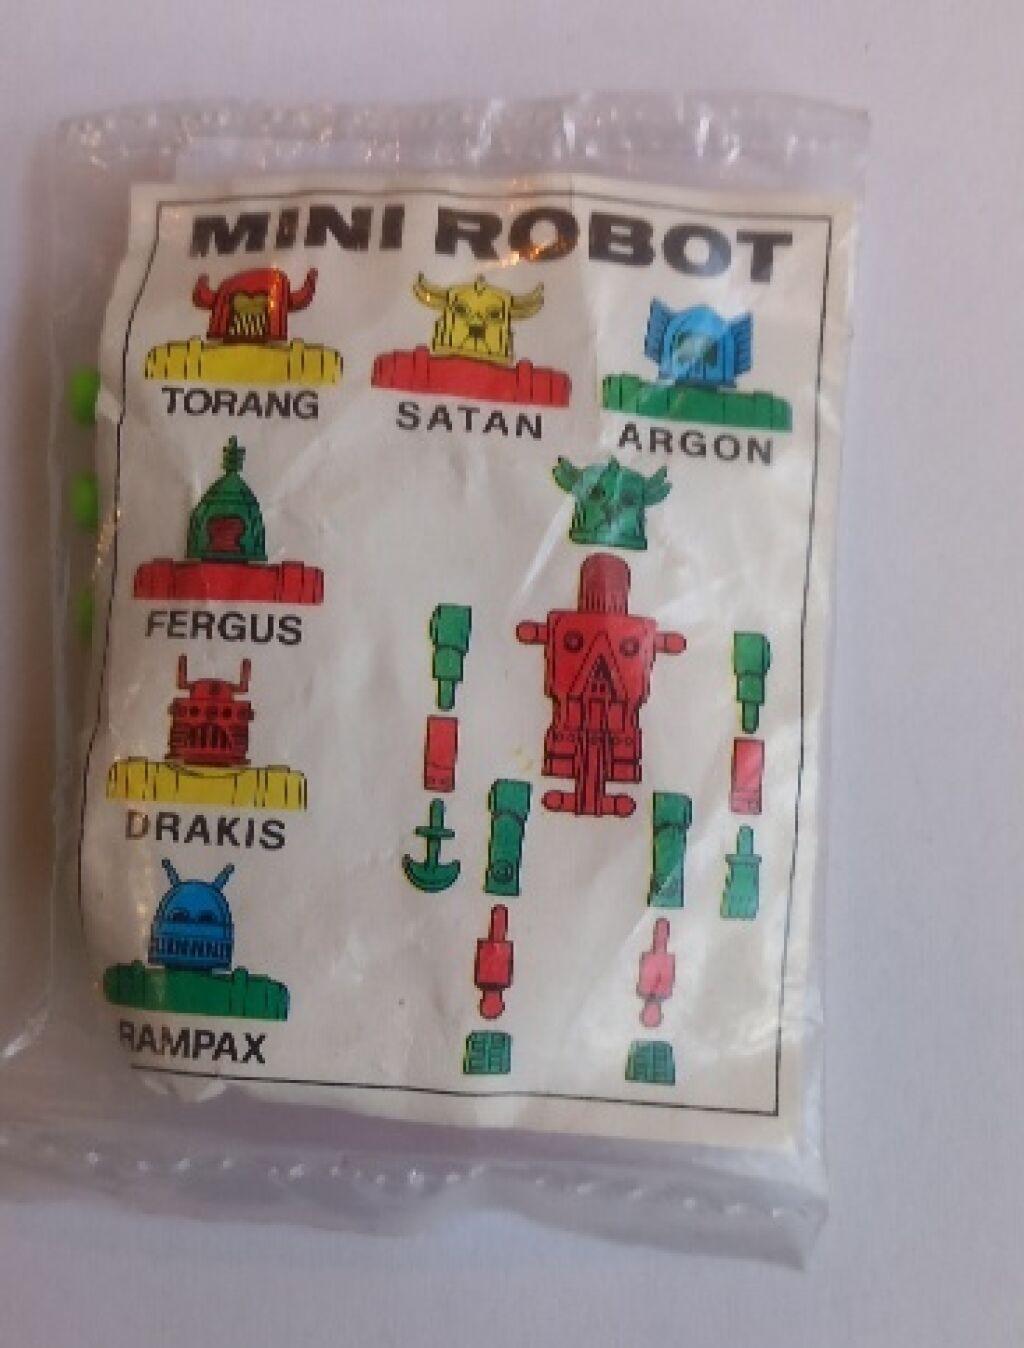 MINI ROBOT
TORANG
SATAN
ARGON
FERGUS
DRAKIS
RAMPAX